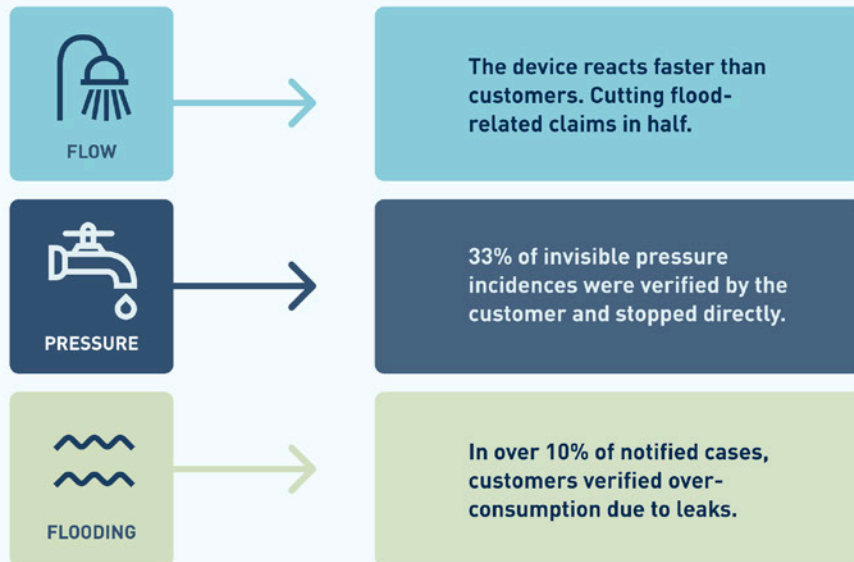 FLOW
The device reacts faster than
customers. Cutting flood-
related claims in half.
PRESSURE
33% of invisible pressure
incidences were verified by the
customer and stopped directly.
FLOODING
In over 10% of notified cases,
customers verified over-
consumption due to leaks.